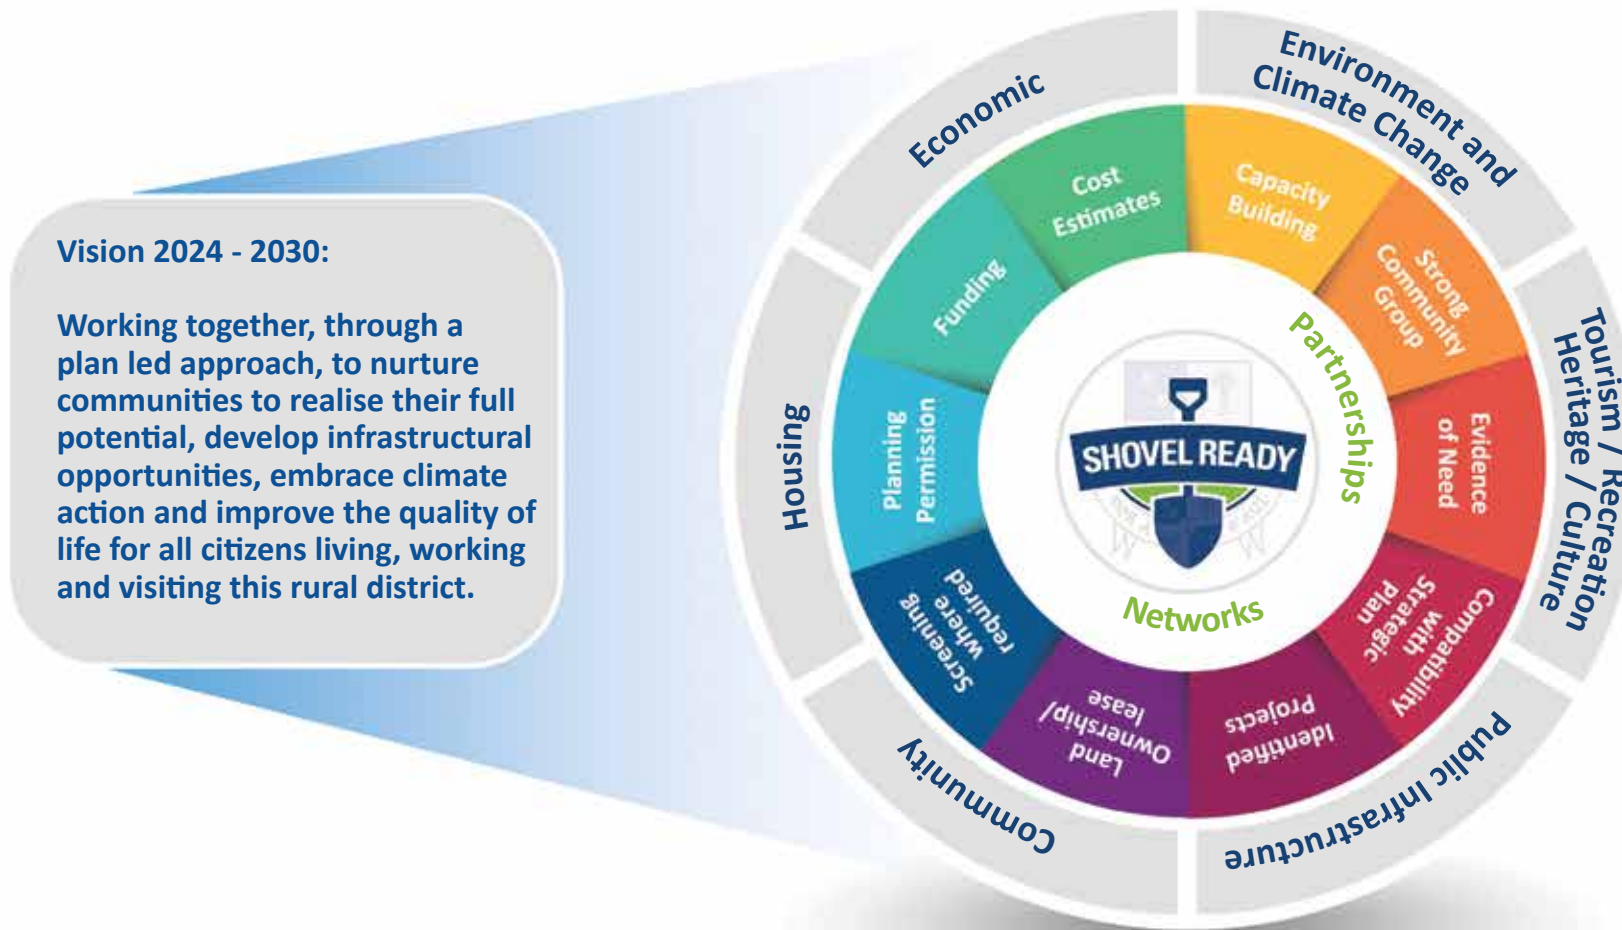 Vision 2024 - 2030:
Working together, through a
plan led approach, to nurture
communities to realise their full
potential, develop infrastructural
opportunities, embrace climate
action and improve the quality of
life for all citizens living, working
and visiting this rural district.
Economic
Environment and
Climate Change
Tourism / Recreation
Heritage / Culture
Public Infrastructure
Community
Housing
Cost
Estimates
Capacity
Building
Strong
Community
Group
Evidence
of Need
Compatibility
with
Strategic
Plan
Identified
Projects
Land
Ownership/
lease
Screening
where
required
Planning
Permission
Funding
Partnerships
Networks
SHOVEL READY